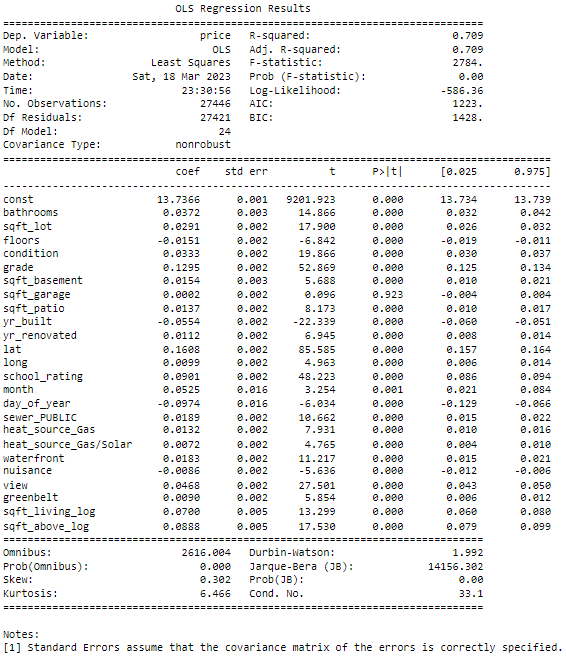 OLS Regression Results
==============================================================================
Dep. Variable: price R-squared: 0.709
Model: OLS Adj. R-squared: 0.709
Method: Least Squares F-statistic: 2784.
Date: Sat, 18 Mar 2023 Prob (F-statistic): 0.00
Time: 23:30:56 Log-Likelihood: -586.36
No. Observations: 27446 AIC: 1223.
Df Residuals: 27421 BIC: 1428.
Df Model: 24
Covariance Type: nonrobust
=========================================================================================
coef std err t P>|t| [0.025 0.975]
-----------------------------------------------------------------------------------------
const 13.7366 0.001 9201.923 0.000 13.734 13.739
bathrooms 0.0372 0.003 14.866 0.000 0.032 0.042
sqft_lot 0.0291 0.002 17.900 0.000 0.026 0.032
floors -0.0151 0.002 -6.842 0.000 -0.019 -0.011
condition 0.0333 0.002 19.866 0.000 0.030 0.037
grade 0.1295 0.002 52.869 0.000 0.125 0.134
sqft_basement 0.0154 0.003 5.688 0.000 0.010 0.021
sqft_garage 0.0002 0.002 0.096 0.923 -0.004 0.004
sqft_patio 0.0137 0.002 8.173 0.000 0.010 0.017
yr_built -0.0554 0.002 -22.339 0.000 -0.060 -0.051
yr_renovated 0.0112 0.002 6.945 0.000 0.008 0.014
lat 0.1608 0.002 85.585 0.000 0.157 0.164
long 0.0099 0.002 4.963 0.000 0.006 0.014
school_rating 0.0901 0.002 48.223 0.000 0.086 0.094
month 0.0525 0.016 3.254 0.001 0.021 0.084
day_of_year -0.0974 0.016 -6.034 0.000 -0.129 -0.066
sewer_PUBLIC 0.0189 0.002 10.662 0.000 0.015 0.022
heat_source_Gas 0.0132 0.002 7.931 0.000 0.010 0.016
heat_source_Gas/Solar 0.0072 0.002 4.765 0.000 0.004 0.010
waterfront 0.0183 0.002 11.217 0.000 0.015 0.021
nuisance -0.0086 0.002 -5.636 0.000 -0.012 -0.006
view 0.0468 0.002 27.501 0.000 0.043 0.050
greenbelt 0.0090 0.002 5.854 0.000 0.006 0.012
sqft_living_log 0.0700 0.005 13.299 0.000 0.060 0.080
sqft_above_log 0.0888 0.005 17.530 0.000 0.079 0.099
==============================================================================
Omnibus: 2616.004 Durbin-Watson: 1.992
Prob(Omnibus): 0.000 Jarque-Bera (JB): 14156.302
Skew: 0.302 Prob(JB): 0.00
Kurtosis: 6.466 Cond. No. 33.1
==============================================================================
Notes:
[1] Standard Errors assume that the covariance matrix of the errors is correctly specified.